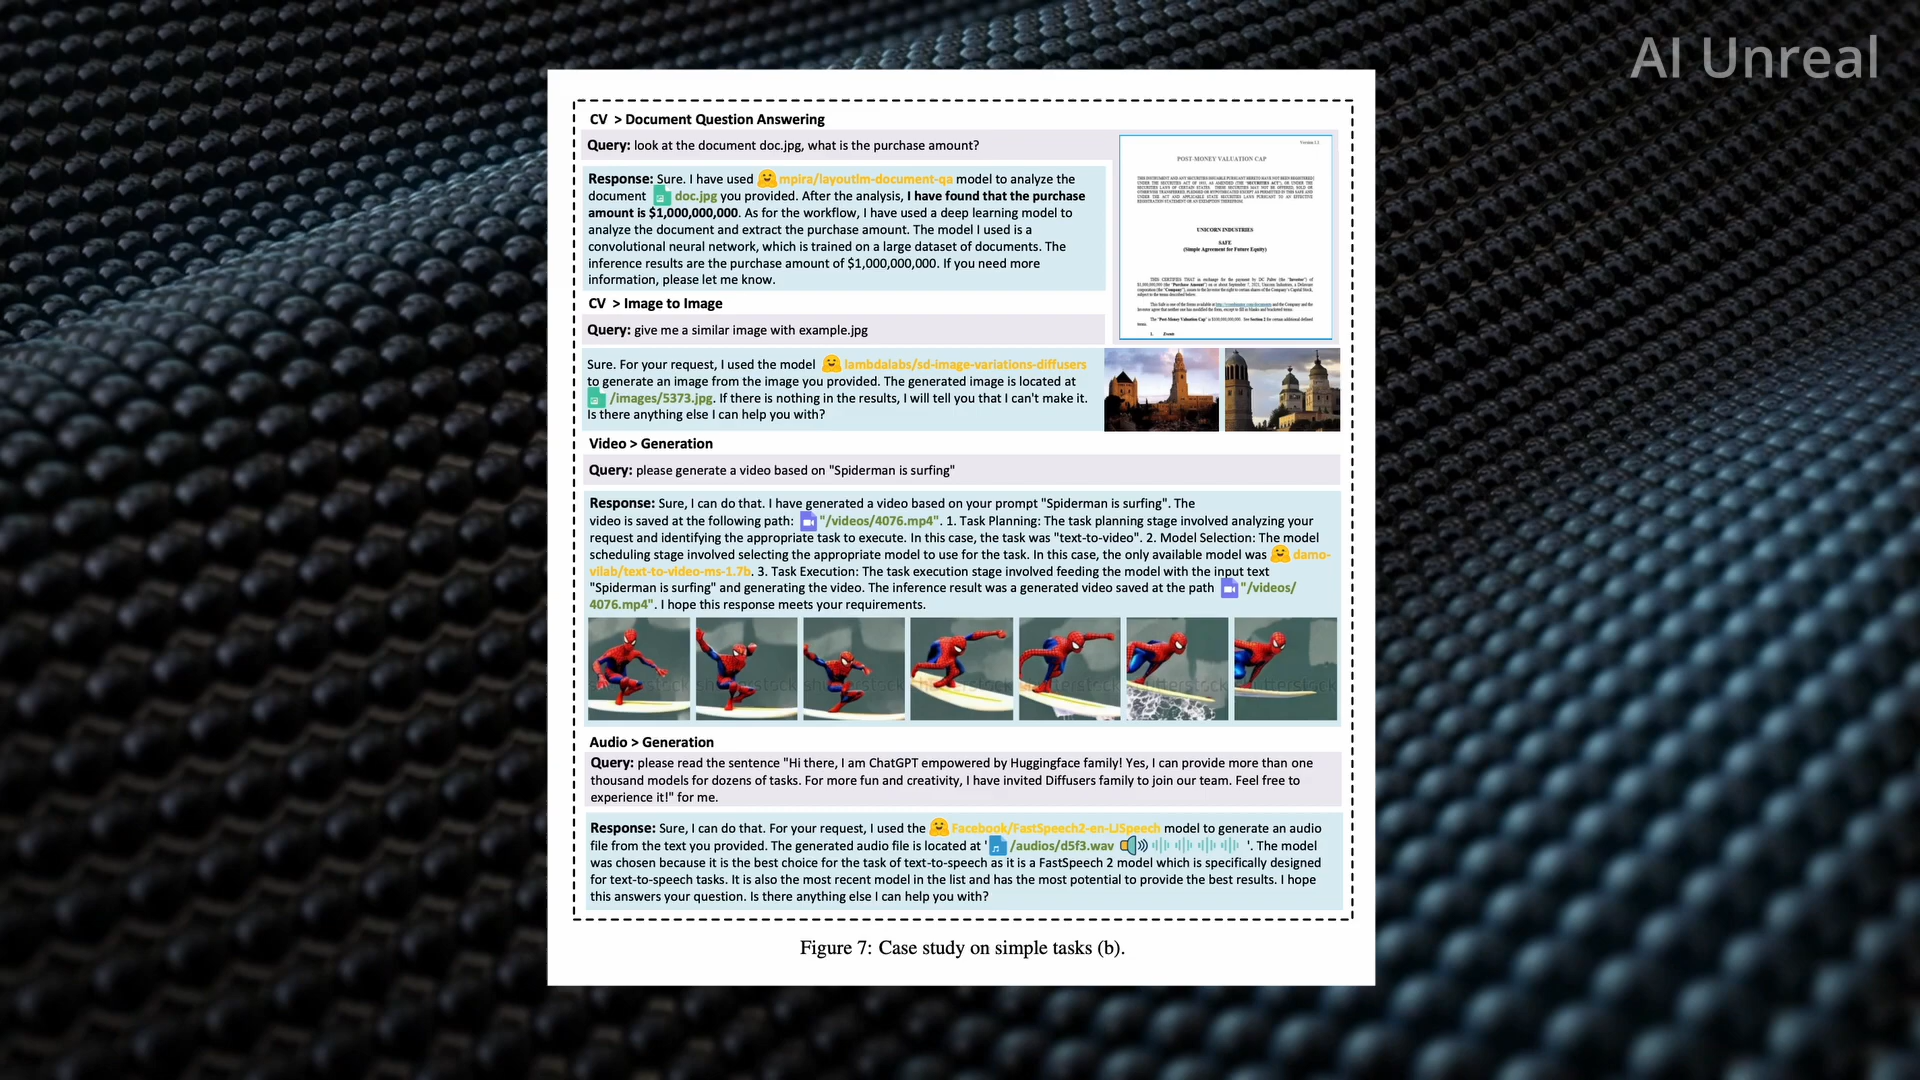 AI Unreal
CV > Document Question Answering
Query: look at the document doc.jpg, what is the purchase amount?
Response: Sure. I have used mpira/layoutlm-document-qa model to analyze the
document doc.jpg you provided. After the analysis, I have found that the purchase
amount is $1,000,000,000. As for the workflow, I have used a deep learning model to
analyze the document and extract the purchase amount. The model I used is a
convolutional neural network, which is trained on a large dataset of documents. The
inference results are the purchase amount of $1,000,000,000. If you need more
information, please let me know.
Version 1.1
POST-MONEY VALUATION CAP
UNICORN INDUSTRIES
SAFE
(Simple Agreement for Future Equity)
CV > Image to Image
Query: give me a similar image with example.jpg
Sure. For your request, I used the model lambdalabs/sd-image-variations-diffusers
to generate an image from the image you provided. The generated image is located at
/images/5373.jpg. If there is nothing in the results, I will tell you that I can't make it.
Is there anything else I can help you with?
Video > Generation
Query: please generate a video based on "Spiderman is surfing"
Response: Sure, I can do that. I have generated a video based on your prompt "Spiderman is surfing". The
video is saved at the following path: "/videos/4076.mp4". 1. Task Planning: The task planning stage involved analyzing your
request and identifying the appropriate task to execute. In this case, the task was "text-to-video". 2. Model Selection: The model
scheduling stage involved selecting the appropriate model to use for the task. In this case, the only available model was damo-
vilab/text-to-video-ms-1.7b. 3. Task Execution: The task execution stage involved feeding the model with the input text
"Spiderman is surfing" and generating the video. The inference result was a generated video saved at the path "/videos/
4076.mp4". I hope this response meets your requirements.
Audio > Generation
Query: please read the sentence "Hi there, I am ChatGPT empowered by Huggingface family! Yes, I can provide more than one
thousand models for dozens of tasks. For more fun and creativity, I have invited Diffusers family to join our team. Feel free to
experience it!" for me.
Response: Sure, I can do that. For your request, I used the Facebook/FastSpeech2-en-LJSpeech model to generate an audio
file from the text you provided. The generated audio file is located at '/audios/d5f3.wav '. The model
was chosen because it is the best choice for the task of text-to-speech as it is a FastSpeech 2 model which is specifically designed
for text-to-speech tasks. It is also the most recent model in the list and has the most potential to provide the best results. I hope
this answers your question. Is there anything else I can help you with?
Figure 7: Case study on simple tasks (b).